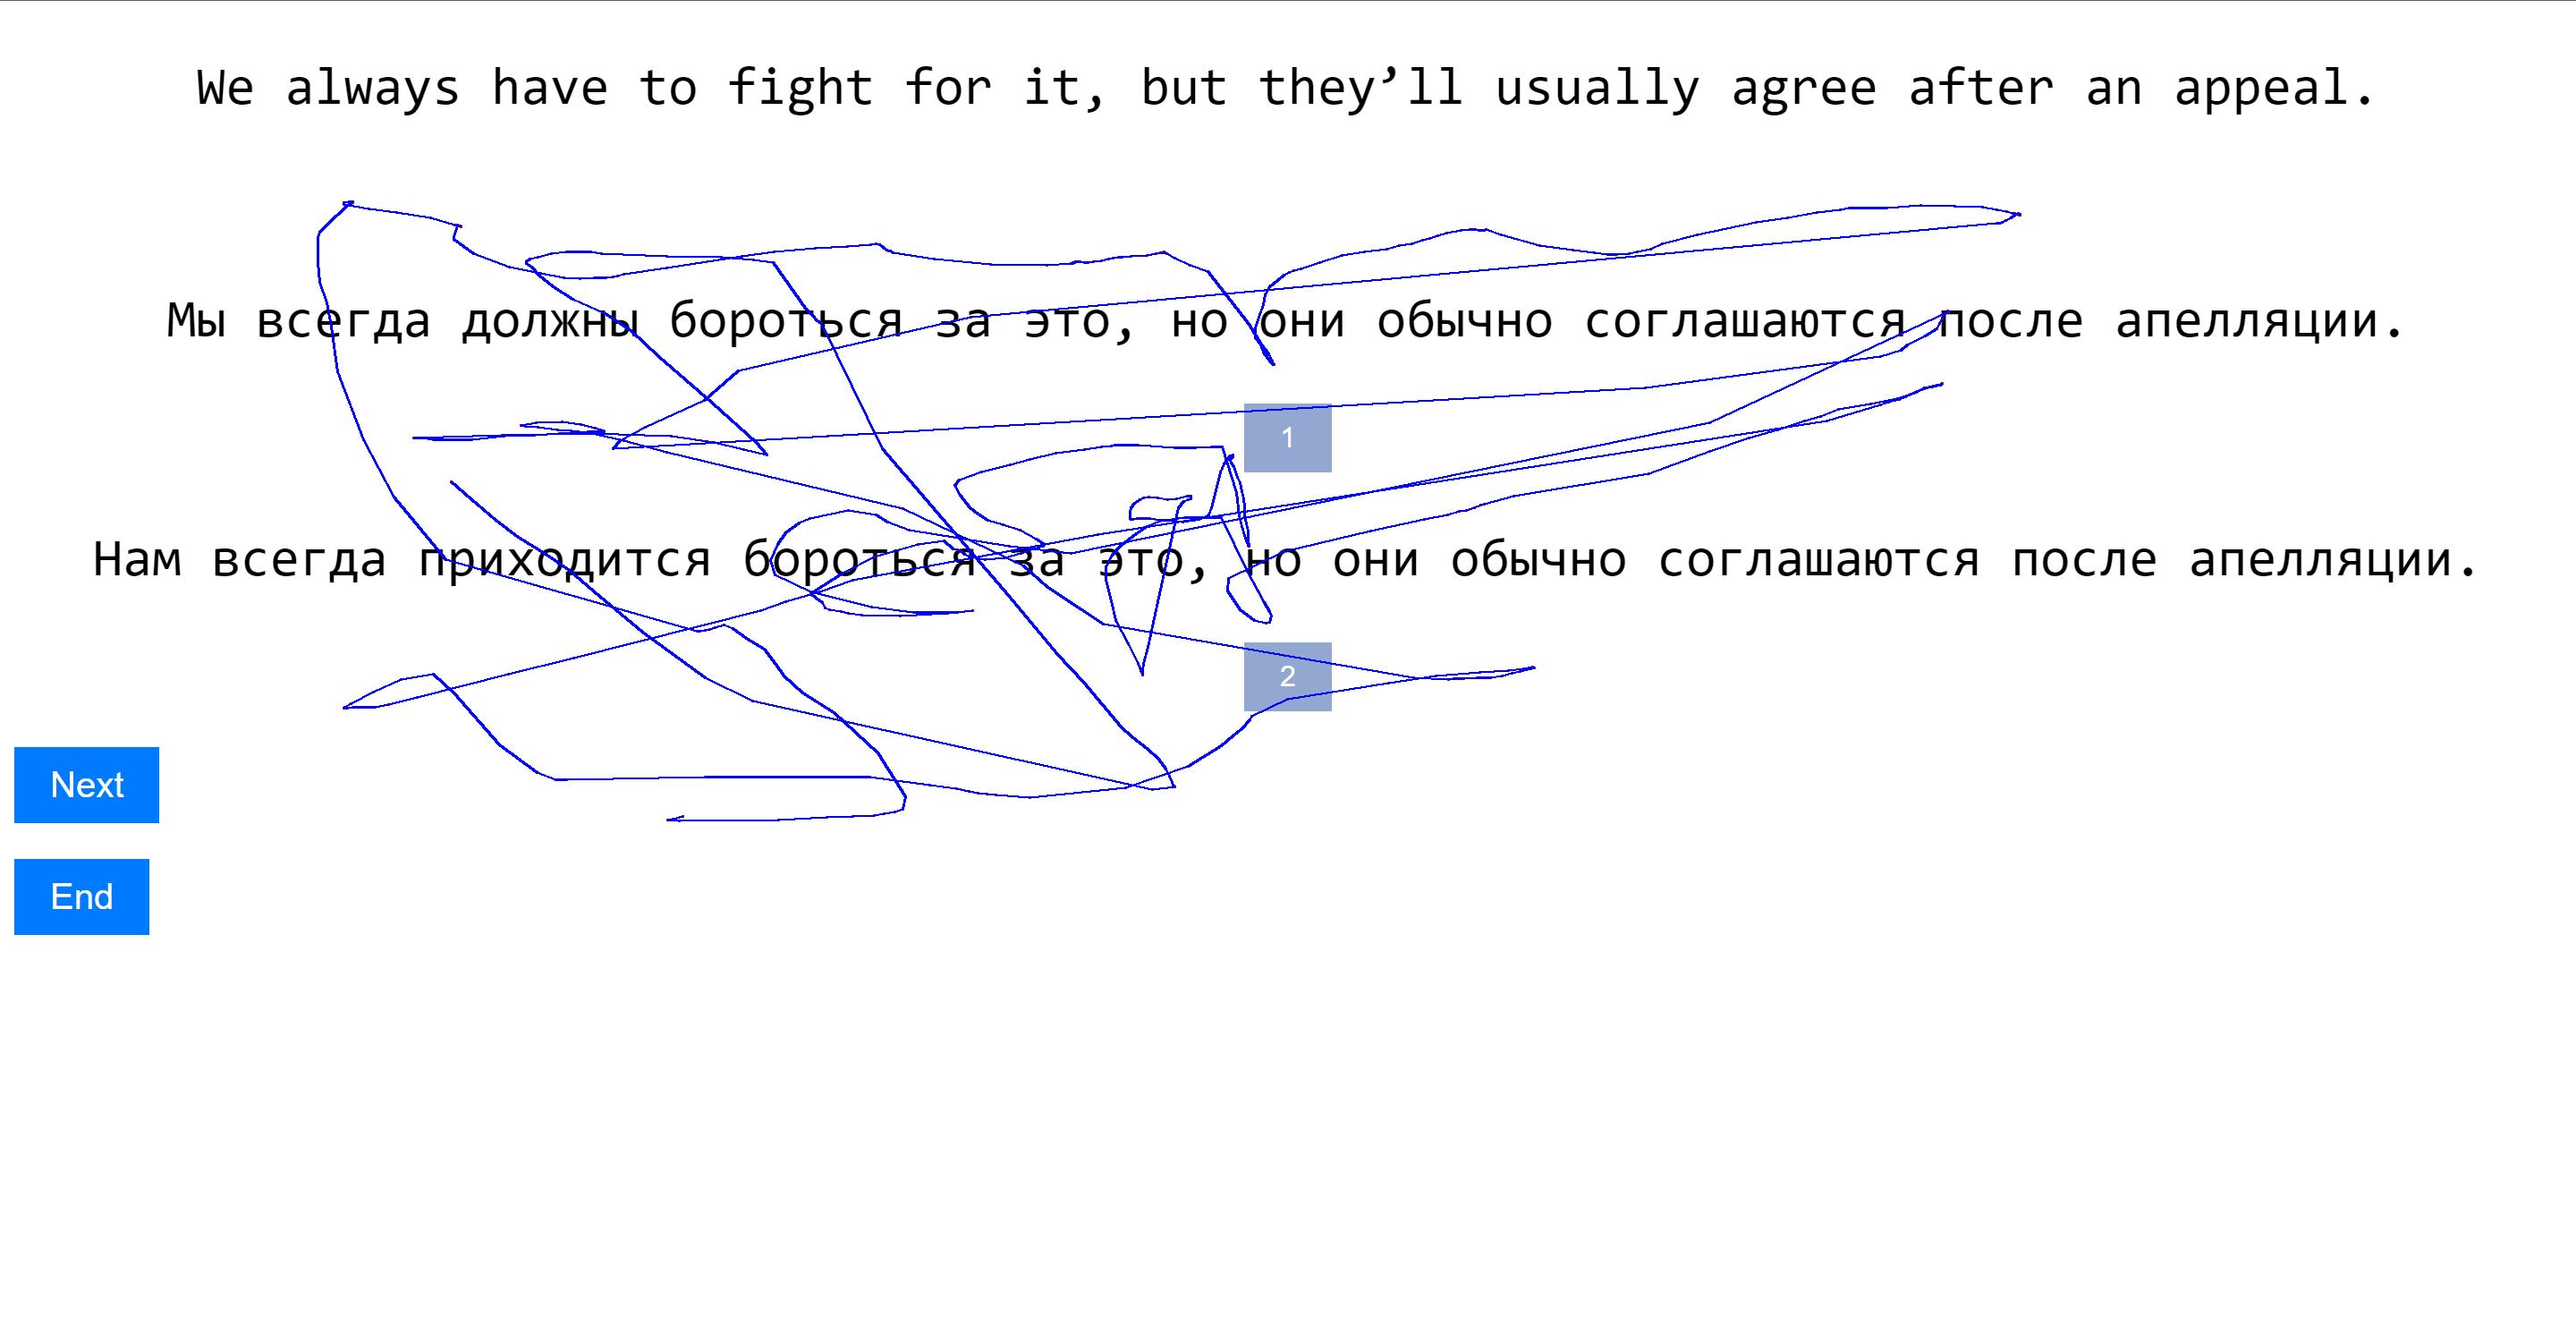 We always have to fight for it, but they’ll usually agree after an appeal.
Мы всегда должны бороться за это, но они обычно соглашаются после апелляции.
1
Нам всегда приходится бороться за это, но они обычно соглашаются после апелляции.
2
Next
End